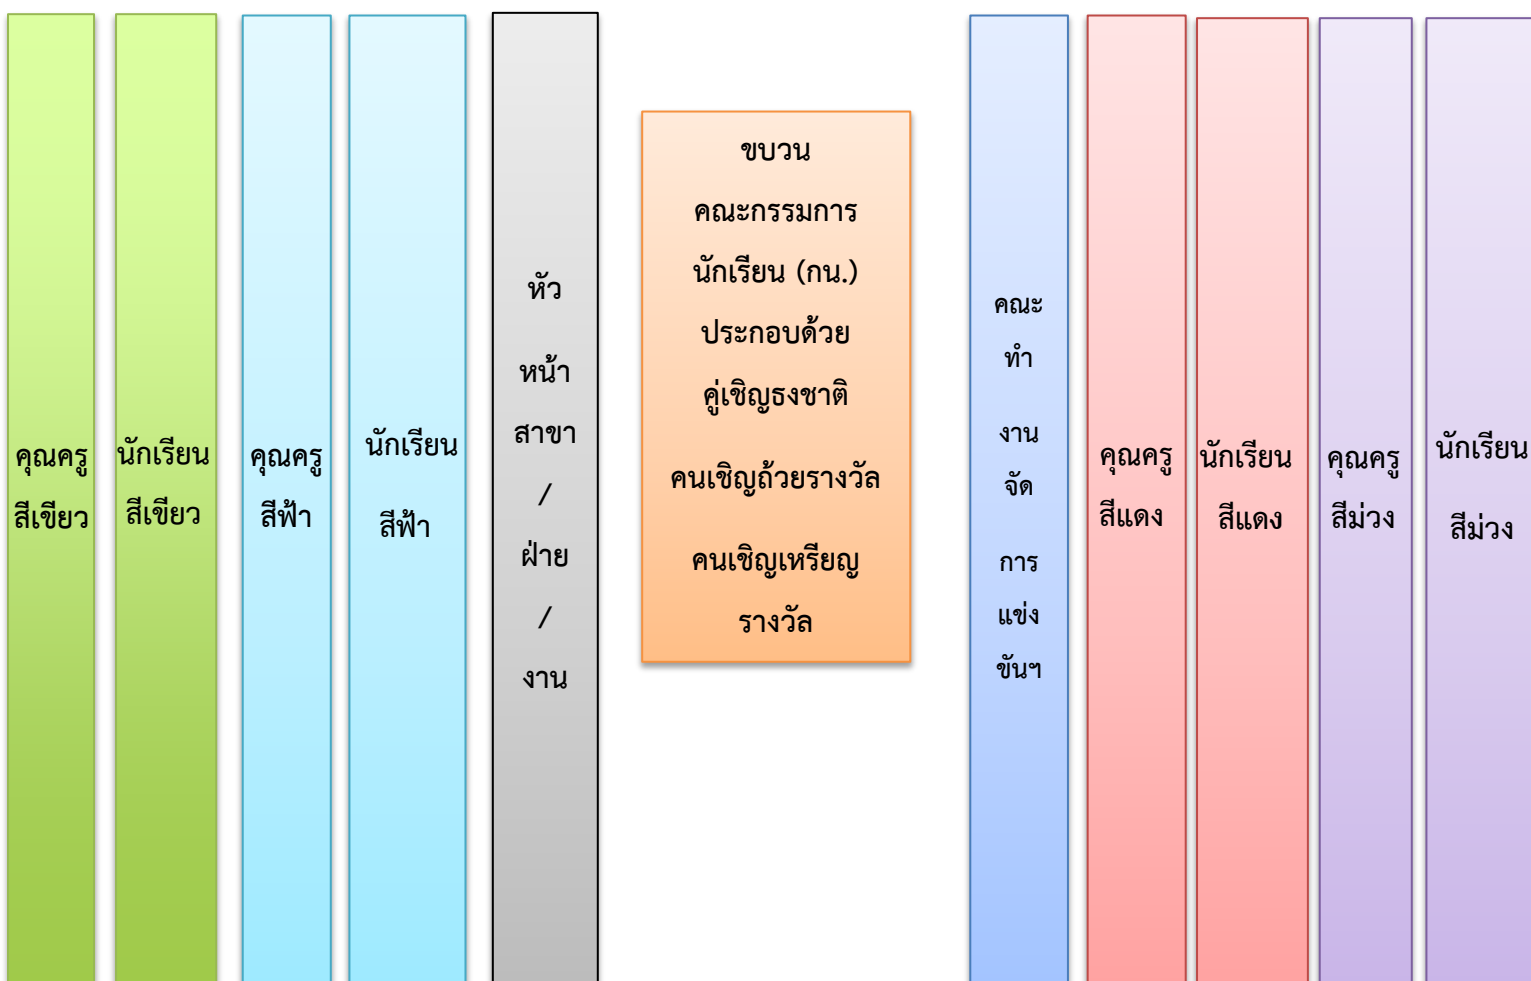 คุณครู
สีเขียว
นักเรียน
สีเขียว
คุณครู
สีฟ้า
นักเรียน
สีฟ้า
หัว
หน้า
สาขา
/
ฝ่าย
/
งาน
ขบวน
คณะกรรมการ
นักเรียน (กน.)
ประกอบด้วย
คู่เชิญธงชาติ
คนเชิญถ้วยรางวัล
คนเชิญเหรียญ
รางวัล
คณะ
ทำ
งาน
จัด
การ
แข่ง
ขันฯ
คุณครู
สีแดง
นักเรียน
สีแดง
คุณครู
สีม่วง
นักเรียน
สีม่วง